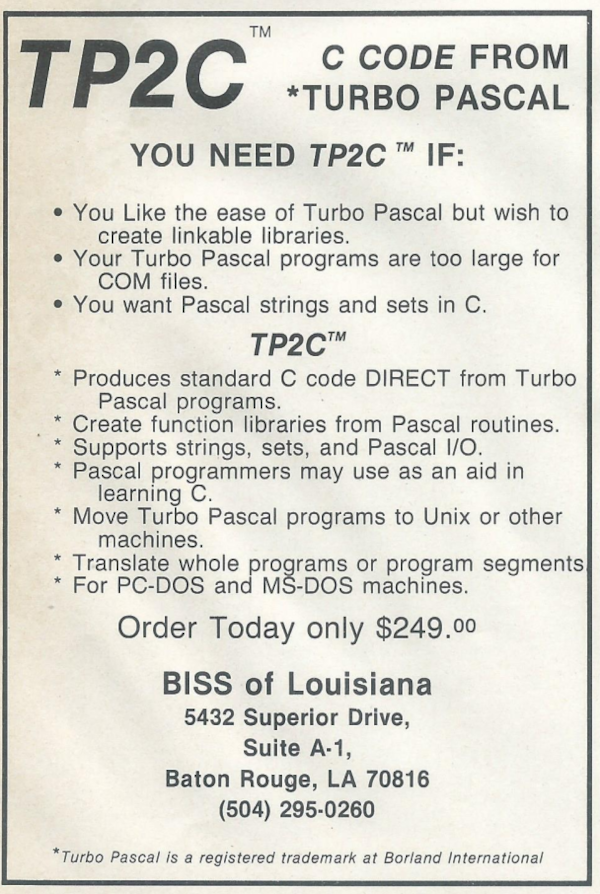 TP2C™
C CODE FROM
*TURBO PASCAL
YOU NEED TP2C™ IF:
• You Like the ease of Turbo Pascal but wish to
create linkable libraries.
• Your Turbo Pascal programs are too large for
COM files.
• You want Pascal strings and sets in C.
TP2C™
* Produces standard C code DIRECT from Turbo
Pascal programs.
* Create function libraries from Pascal routines.
* Supports strings, sets, and Pascal I/O.
* Pascal programmers may use as an aid in
learning C.
* Move Turbo Pascal programs to Unix or other
machines.
* Translate whole programs or program segments.
* For PC-DOS and MS-DOS machines.
Order Today only $249.00
BISS of Louisiana
5432 Superior Drive,
Suite A-1,
Baton Rouge, LA 70816
(504) 295-0260
*Turbo Pascal is a registered trademark at Borland International